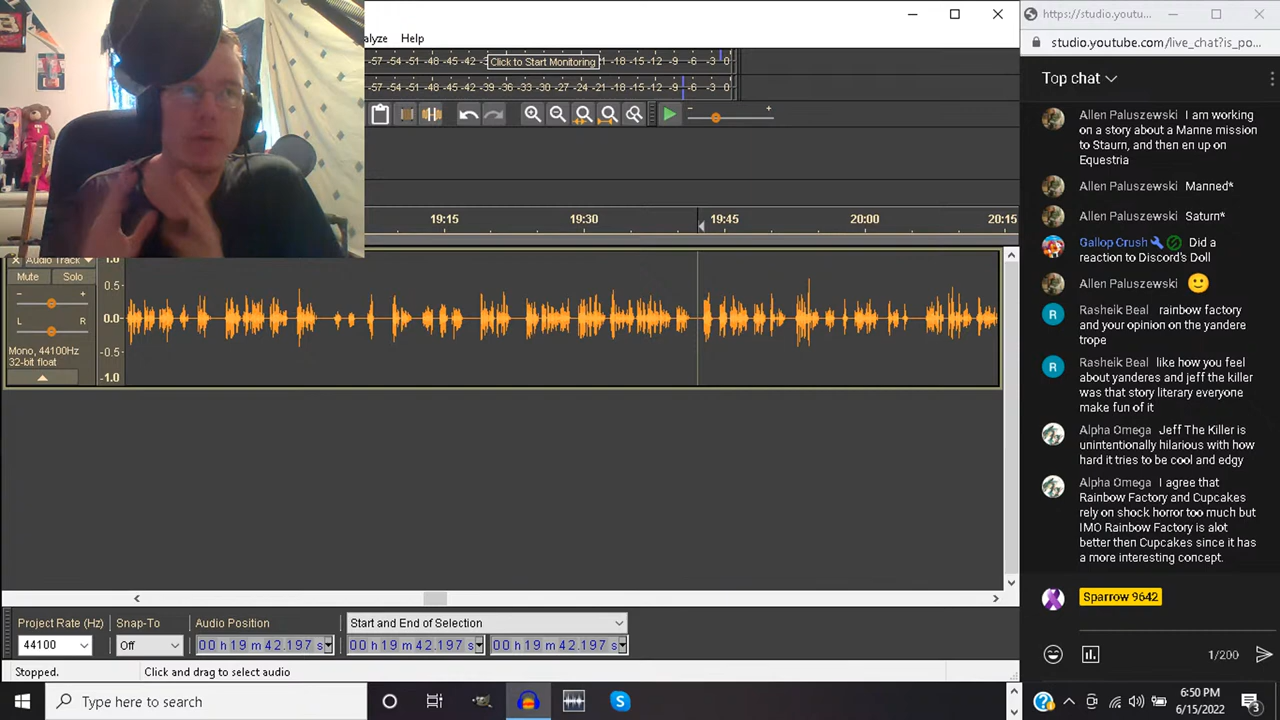 alyze Help
-57 -54 -51 -48 -45 -42 -3 Click to Start Monitoring 1 -18 -15 -12 -9 -6 -3 0
-57 -54 -51 -48 -45 -42 -39 -36 -33 -30 -27 -24 -21 -18 -15 -12 -9 -6 -3 0
- +
19:15 19:30 19:45 20:00 20:15
Audio Track 1.0
Mute Solo
- + 0.5
L R 0.0
Mono, 44100Hz
32-bit float
-0.5
-1.0
Project Rate (Hz) Snap-To Audio Position Start and End of Selection
44100 Off 00 h 19 m 42.197 s 00 h 19 m 42.197 s 00 h 19 m 42.197 s
Stopped. Click and drag to select audio
Type here to search
https://studio.youtu...
studio.youtube.com/live_chat?is_po...
Top chat
Allen Paluszewski I am working
on a story about a Manne mission
to Staurn, and then en up on
Equestria
Allen Paluszewski Manned*
Allen Paluszewski Saturn*
Gallop Crush Did a
reaction to Discord's Doll
Allen Paluszewski 🙂
R Rasheik Beal rainbow factory
and your opinion on the yandere
trope
R Rasheik Beal like how you feel
about yanderes and jeff the killer
was that story literary everyone
make fun of it
Alpha Omega Jeff The Killer is
unintentionally hilarious with how
hard it tries to be cool and edgy
Alpha Omega I agree that
Rainbow Factory and Cupcakes
rely on shock horror too much but
IMO Rainbow Factory is alot
better then Cupcakes since it has
a more interesting concept.
Sparrow 9642
1/200
6:50 PM
6/15/2022
3